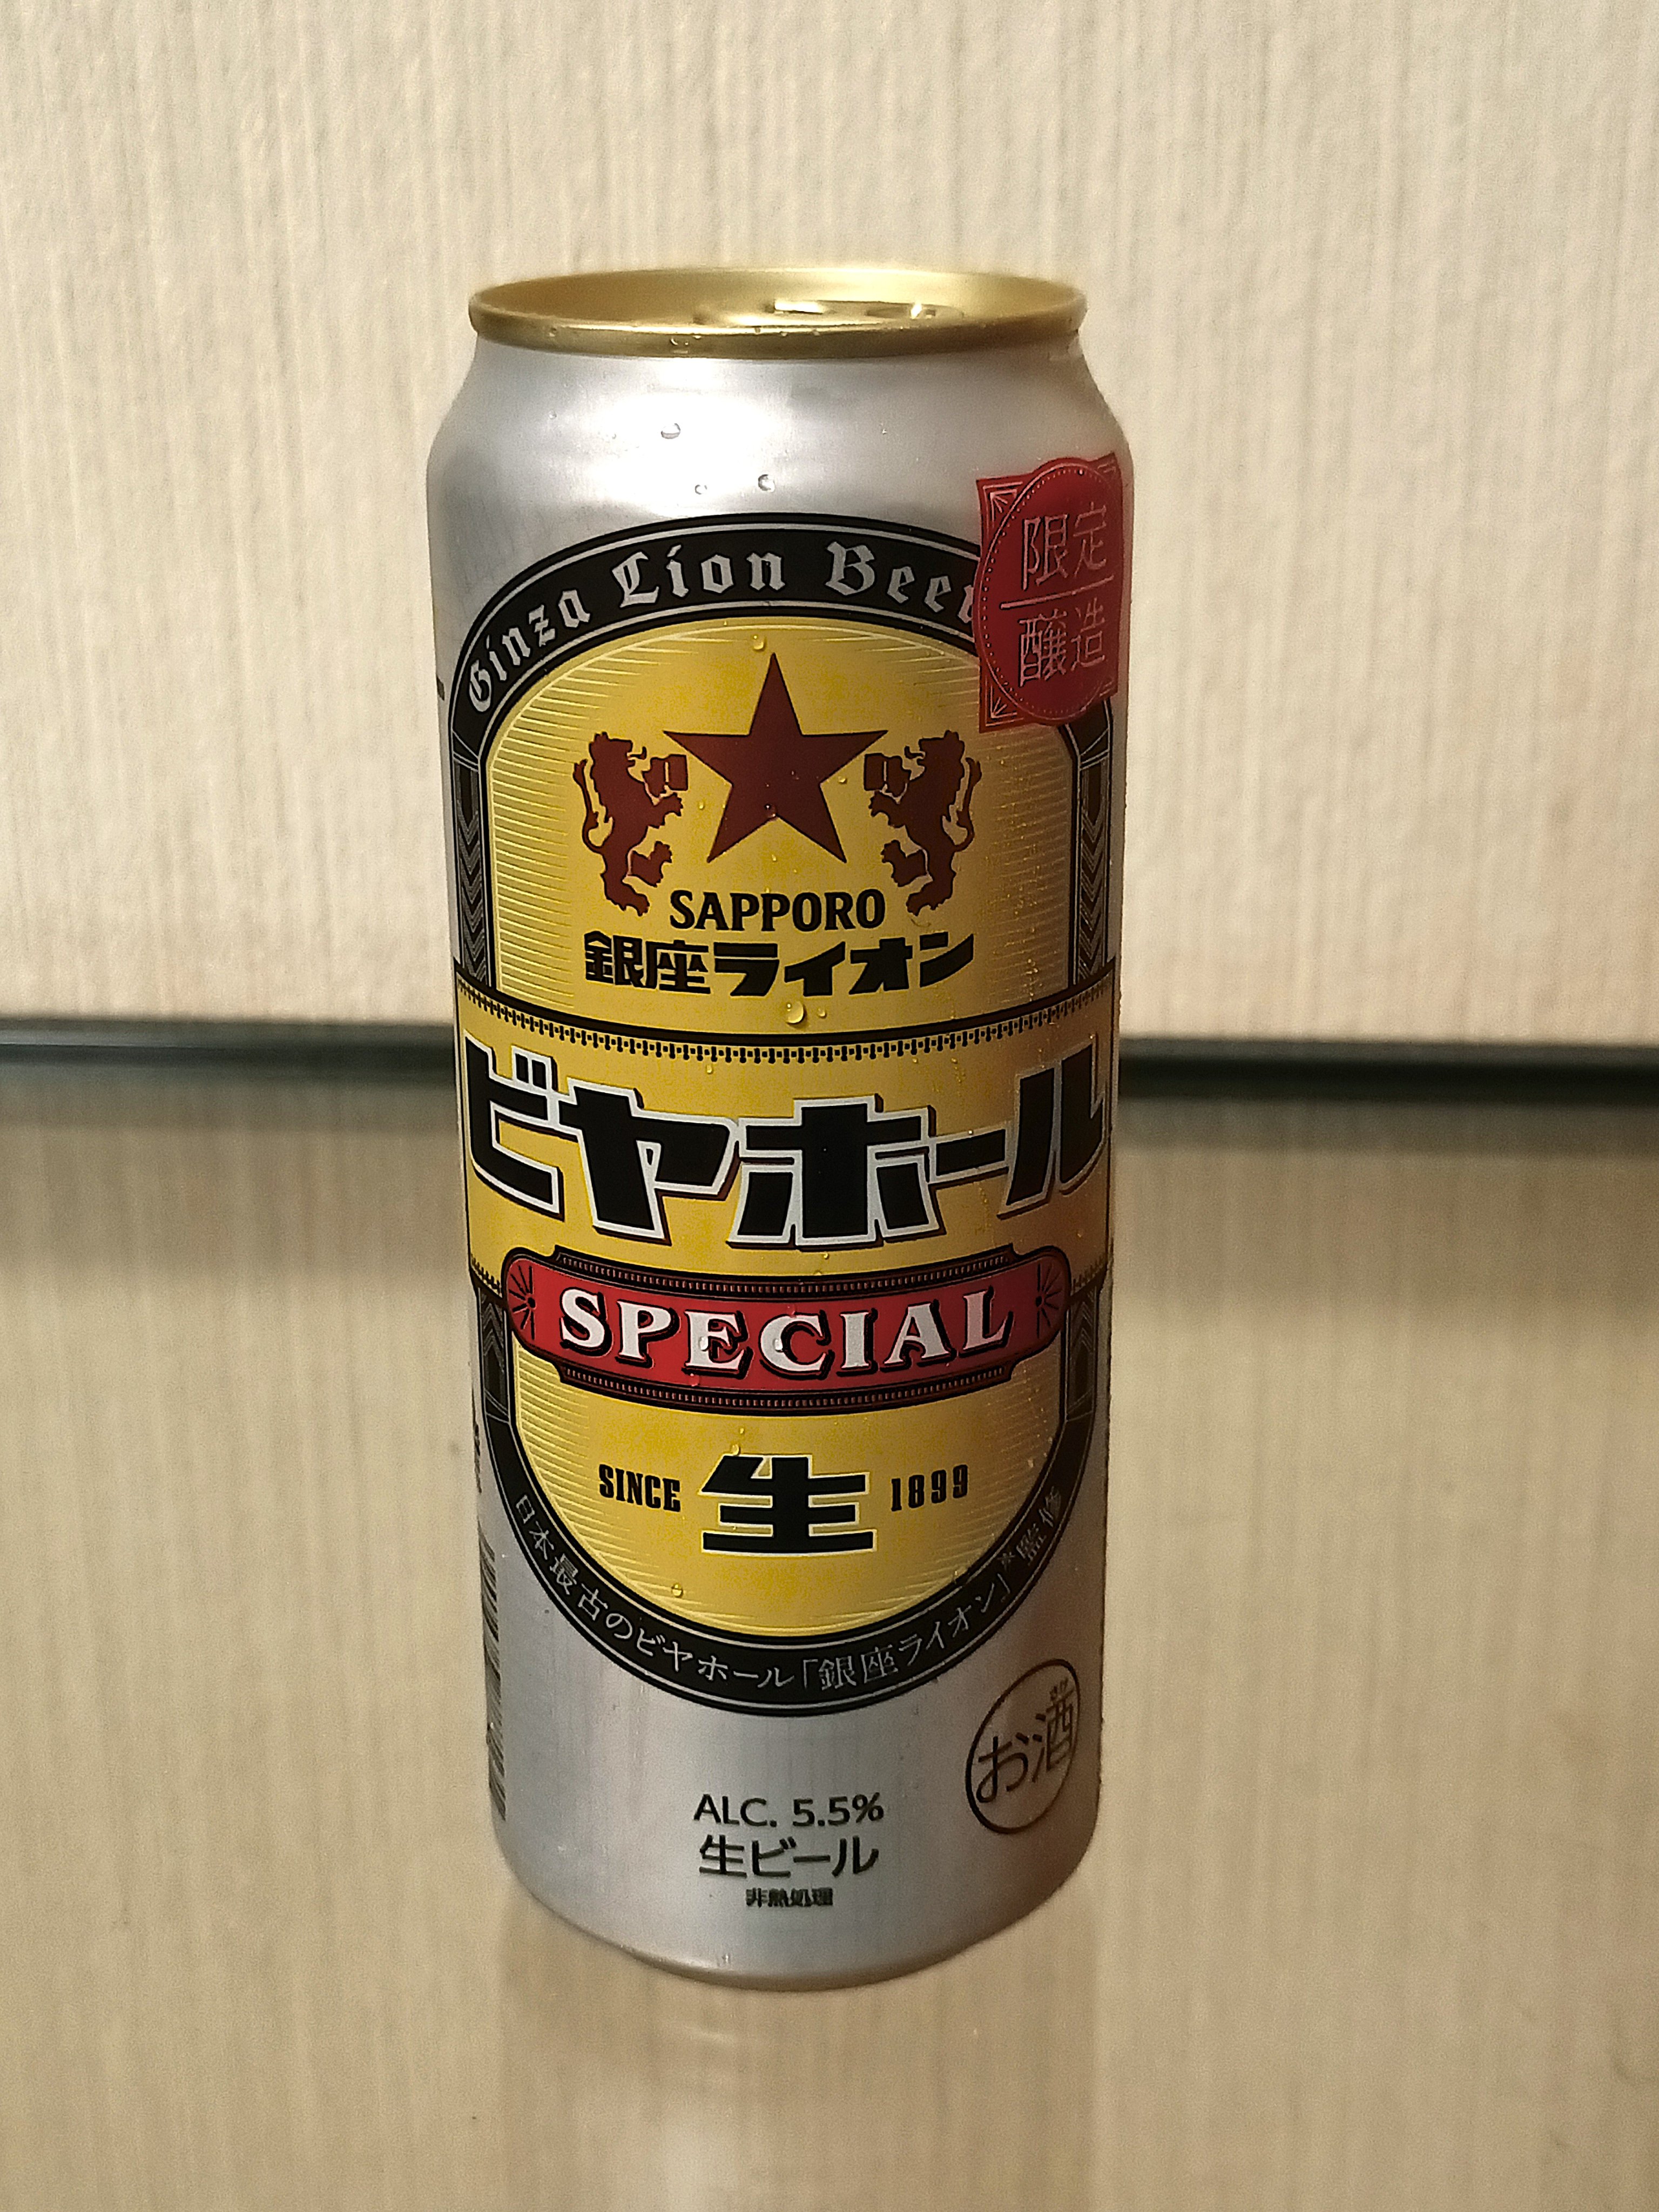 Ginza Lion Beer
限定
醸造
SAPPORO
銀座ライオン
ビヤホール
SPECIAL
SINCE 生 1899
日本最古のビヤホール「銀座ライオン」※監修
お酒
ALC. 5.5%
生ビール
非熱処理